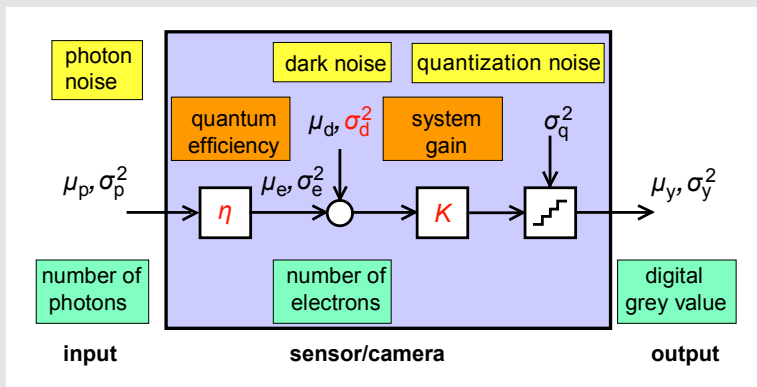 photon
noise
dark noise
quantization noise
quantum
efficiency
μd, σd²
system
gain
σq²
μp, σp²
η
μe, σe²
K
μy, σy²
number of
photons
number of
electrons
digital
grey value
input
sensor/camera
output